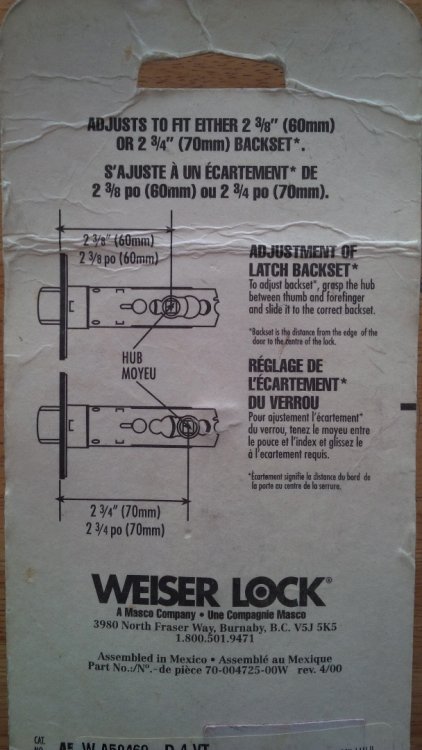 ADJUSTS TO FIT EITHER 2 3/8" (60mm)
OR 2 3/4" (70mm) BACKSET*.
S'AJUSTE À UN ÉCARTEMENT* DE
2 3/8 po (60mm) ou 2 3/4 po (70mm).
2 3/8" (60mm)
2 3/8 po (60mm)
HUB
MOYEU
2 3/4" (70mm)
2 3/4 po (70mm)
ADJUSTMENT OF
LATCH BACKSET*
To adjust backset*, grasp the hub
between thumb and forefinger
and slide it to the correct backset.
*Backset is the distance from the edge of the
door to the centre of the lock.
RÉGLAGE DE
L'ÉCARTEMENT*
DU VERROU
Pour ajustement l'écartement*
du verrou, tenez le moyeu entre
le pouce et l'index et glissez le
à l'ecartement requis.
*Écartement signifie la distance du bord de
la porte au centre de la serrure.
WEISER LOCK®
A Masco Company • Une Compagnie Masco
3980 North Fraser Way, Burnaby, B.C. V5J 5K5
1.800.501.9471
Assembled in Mexico • Assemblé au Mexique
Part No.:/Nº.–de pièce 70-004725-00W rev. 4/00
CAT.